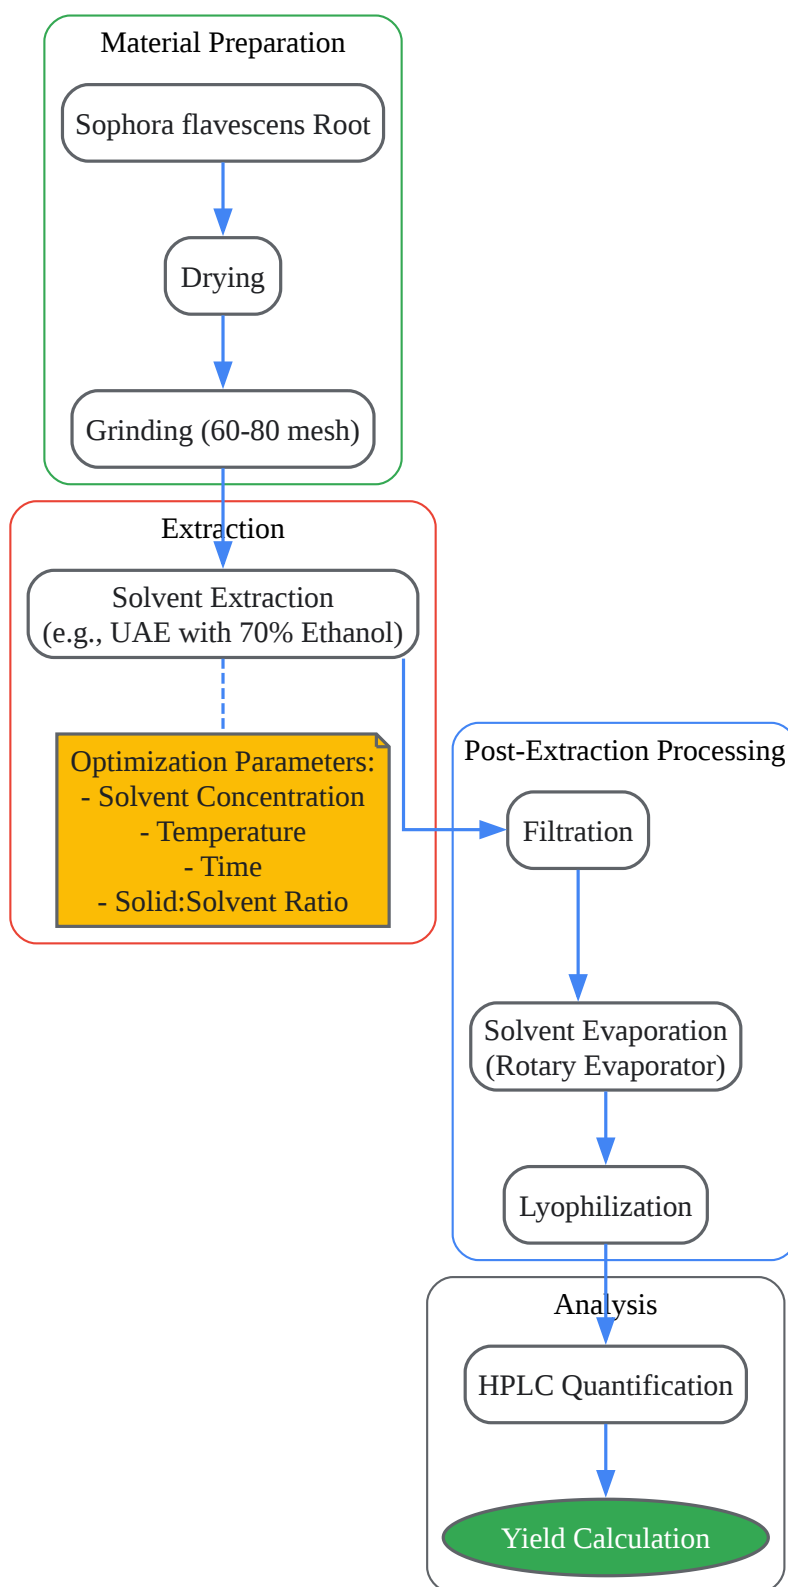 Material Preparation
Sophora flavescens Root
Drying
Grinding (60-80 mesh)
Extraction
Solvent Extraction
(e.g., UAE with 70% Ethanol)
Optimization Parameters:
- Solvent Concentration
- Temperature
- Time
- Solid:Solvent Ratio
Post-Extraction Processing
Filtration
Solvent Evaporation
(Rotary Evaporator)
Lyophilization
Analysis
HPLC Quantification
Yield Calculation